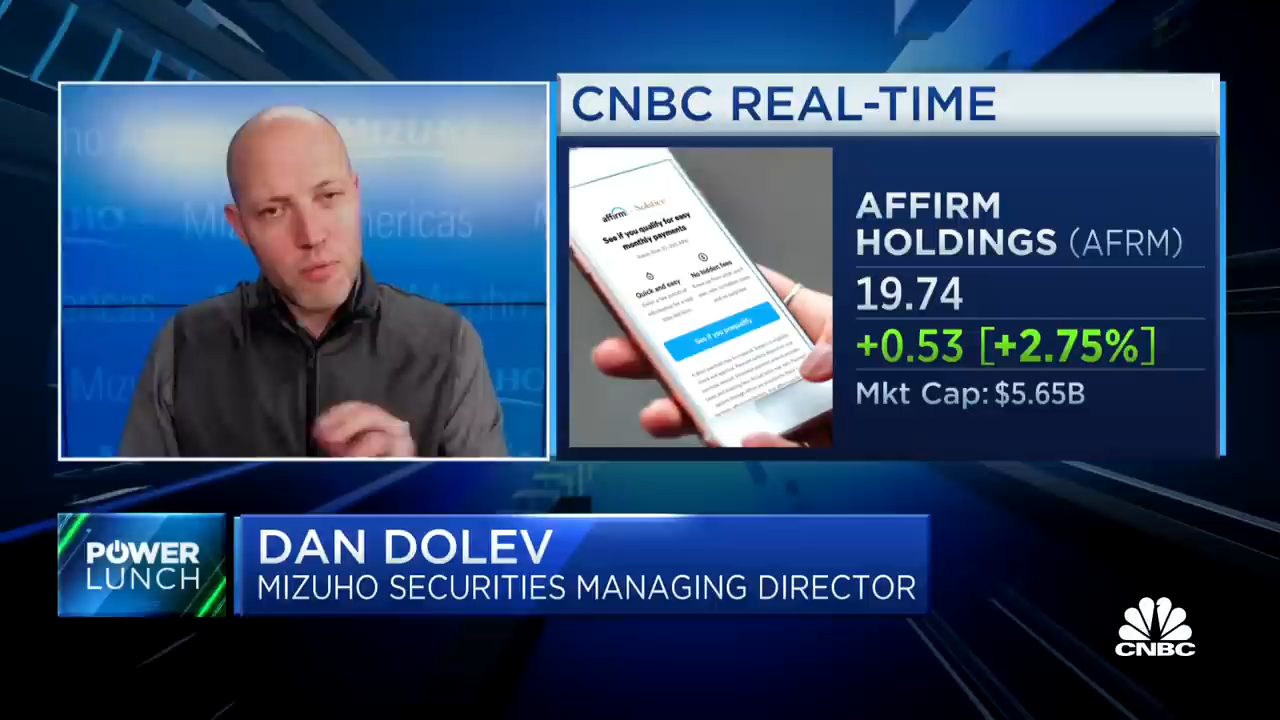 CNBC REAL-TIME
Mizuho Americas
affirm
See if you qualify for easy
monthly payments
Quick and easy
No hidden fees
See if you prequalify
AFFIRM
HOLDINGS (AFRM)
19.74
+0.53 [+2.75%]
Mkt Cap: $5.65B
POWER
LUNCH
DAN DOLEV
MIZUHO SECURITIES MANAGING DIRECTOR
CNBC